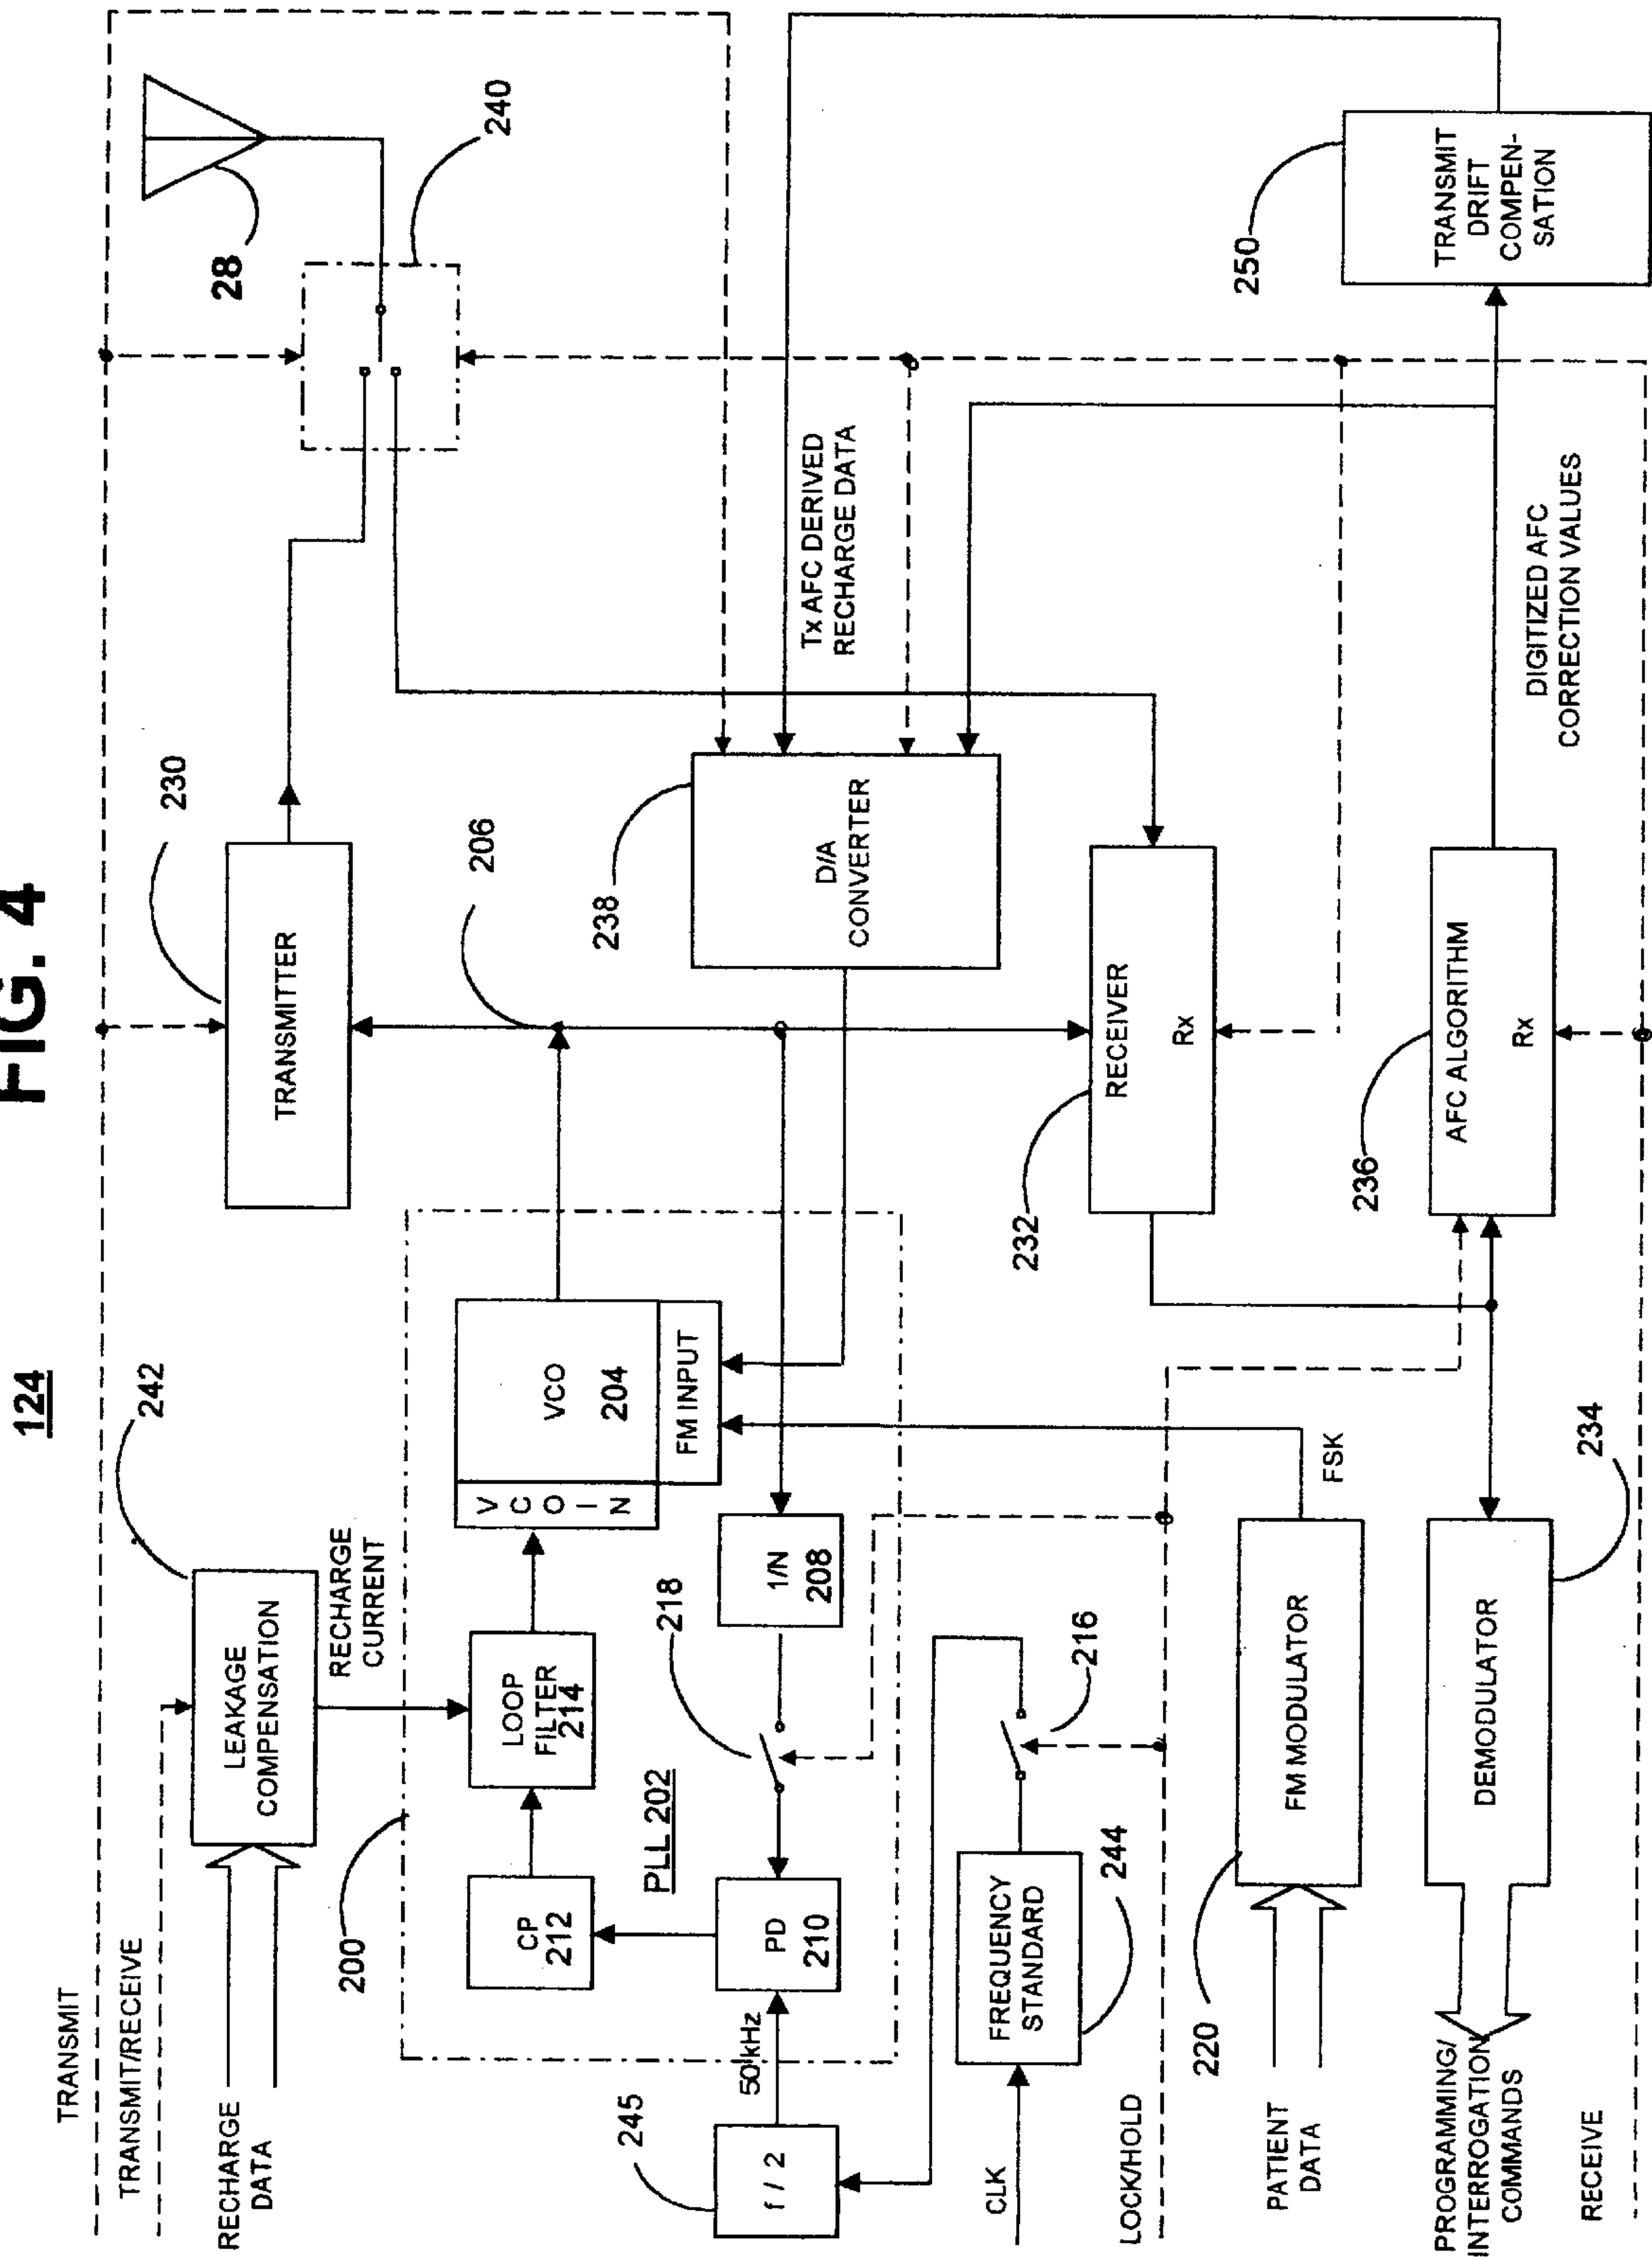 FIG. 4
124
TRANSMIT
TRANSMIT/RECEIVE
RECHARGE
DATA
242
LEAKAGE
COMPENSATION
RECHARGE
CURRENT
230
TRANSMITTER
28
240
200
CP
212
LOOP
FILTER
214
V
C
O
I
N
VCO
204
FM INPUT
206
PLL 202
245
f / 2
50 kHz
PD
210
218
1/N
208
238
D/A
CONVERTER
Tx AFC DERIVED
RECHARGE DATA
CLK
FREQUENCY
STANDARD
244
216
LOCK/HOLD
232
RECEIVER
Rx
PATIENT
DATA
220
FM MODULATOR
FSK
250
TRANSMIT
DRIFT
COMPEN-
SATION
PROGRAMMING/
INTERROGATION
COMMANDS
DEMODULATOR
234
236
AFC ALGORITHM
Rx
DIGITIZED AFC
CORRECTION VALUES
RECEIVE